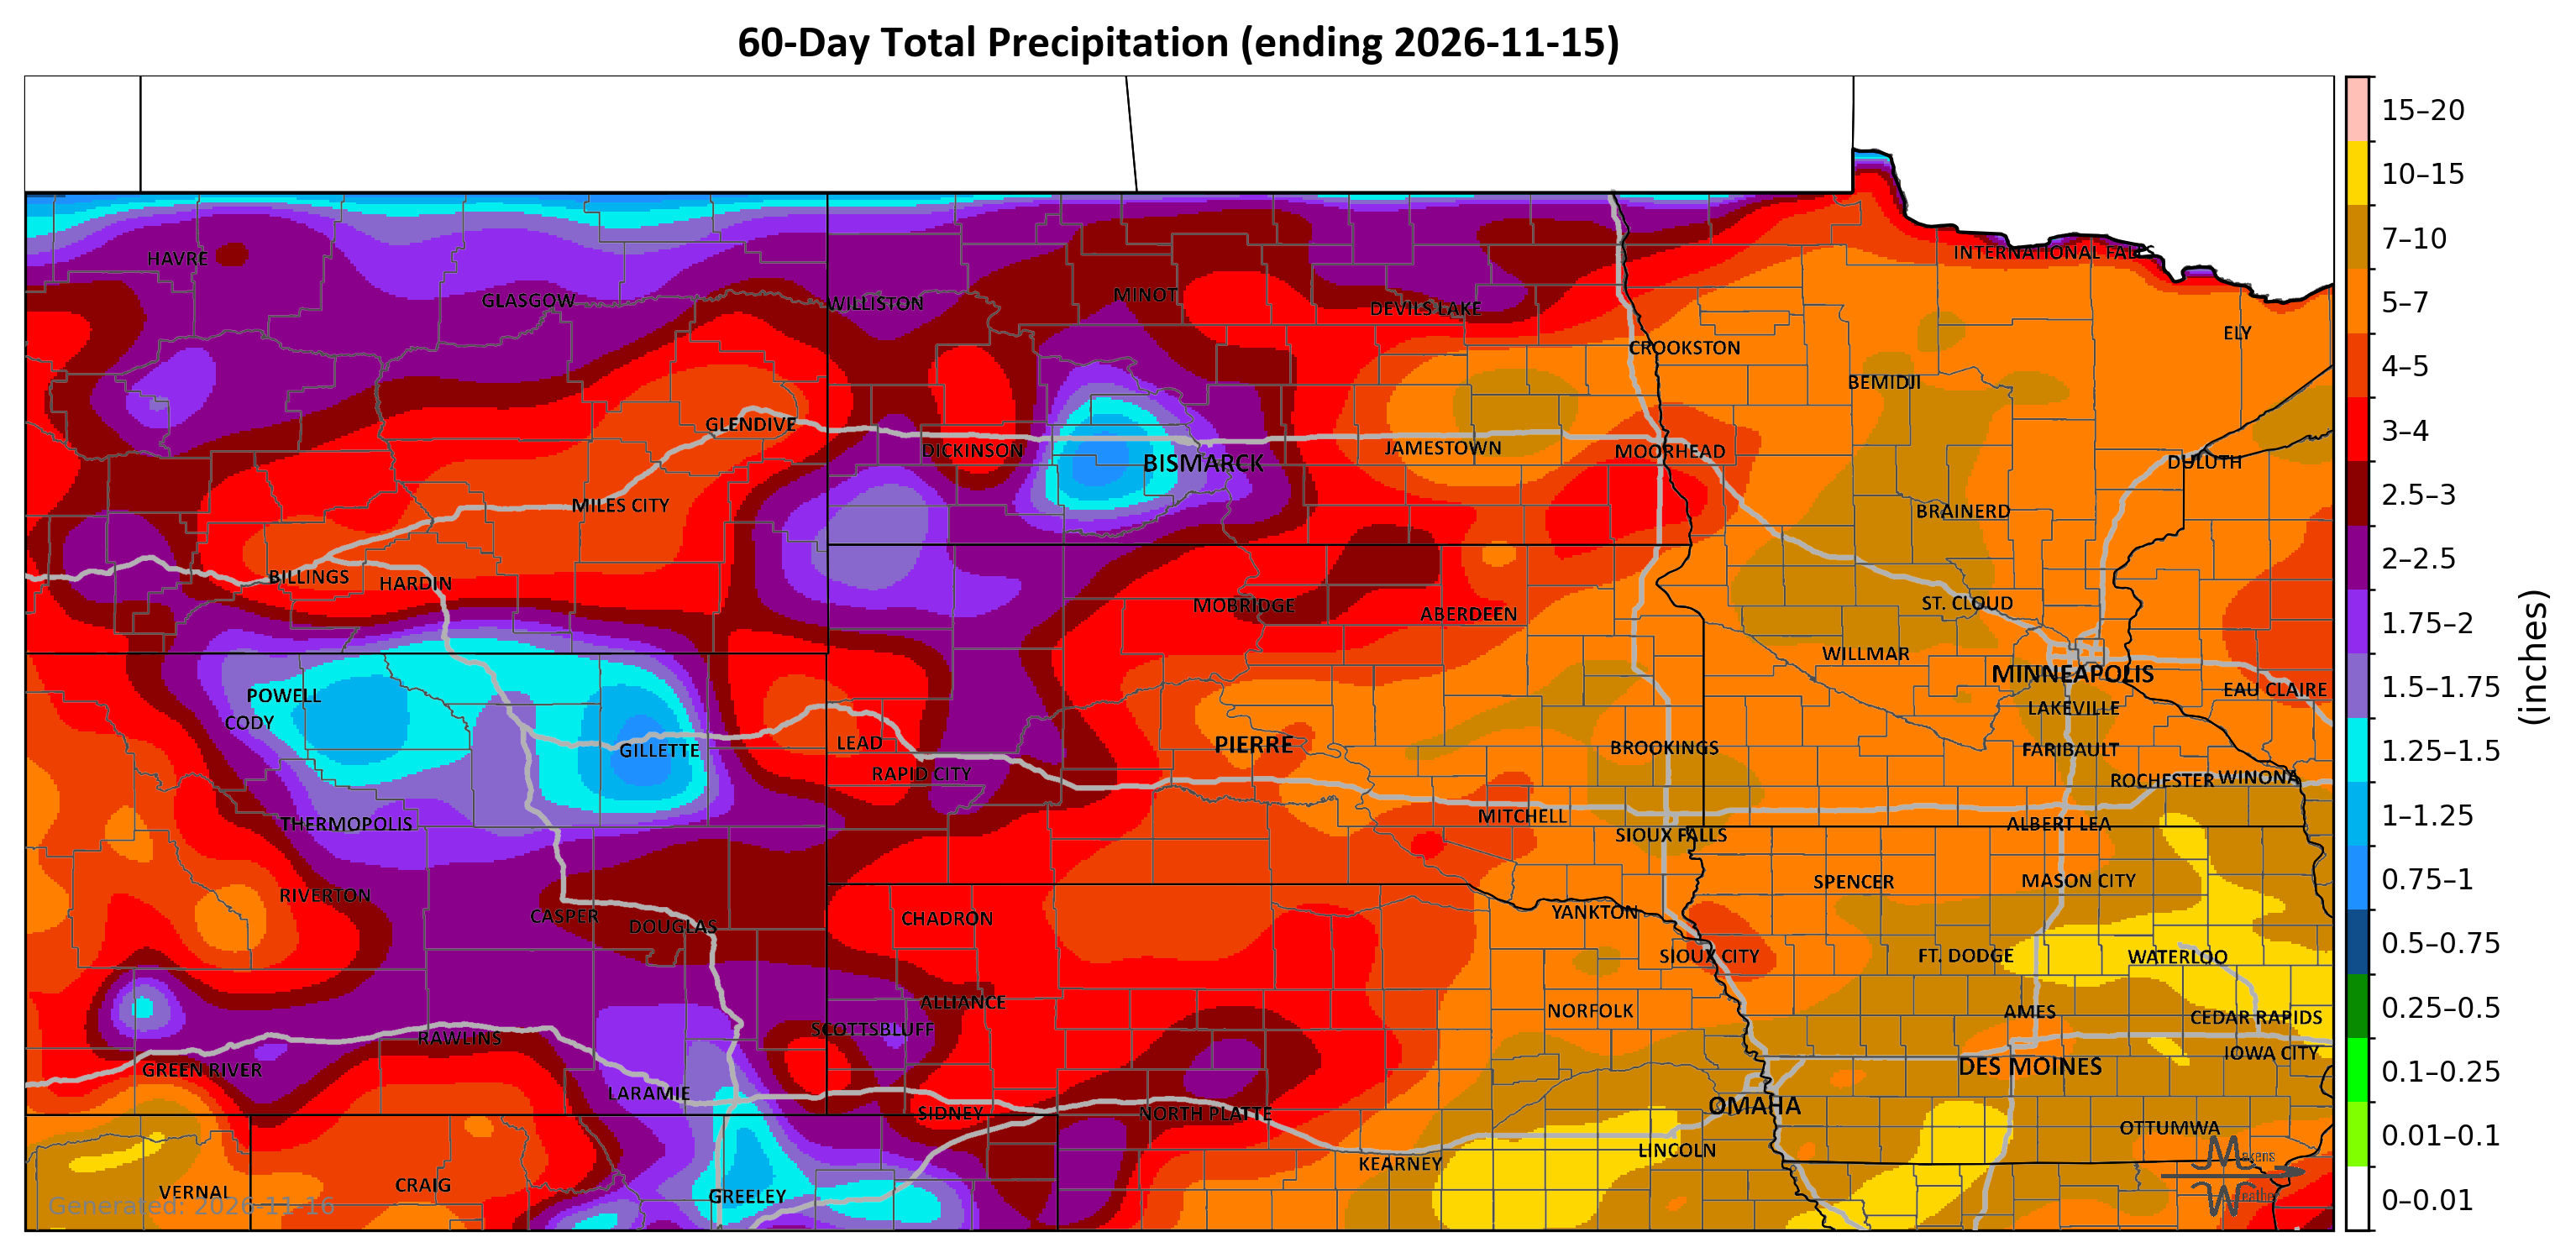 60-Day Total Precipitation (ending 2026-11-15)
15–20
10–15
7–10
5–7
4–5
3–4
2.5–3
2–2.5
1.75–2
1.5–1.75
1.25–1.5
1–1.25
0.75–1
0.5–0.75
0.25–0.5
0.1–0.25
0.01–0.1
0–0.01
(inches)
HAVRE
GLASGOW
WILLISTON
MINOT
DEVILS LAKE
INTERNATIONAL FALLS
ELY
CROOKSTON
BEMIDJI
GLENDIVE
DICKINSON
BISMARCK
JAMESTOWN
MOORHEAD
DULUTH
MILES CITY
BRAINERD
BILLINGS
HARDIN
MOBRIDGE
ABERDEEN
ST. CLOUD
WILLMAR
MINNEAPOLIS
EAU CLAIRE
POWELL
CODY
LAKEVILLE
GILLETTE
LEAD
PIERRE
BROOKINGS
FARIBAULT
RAPID CITY
ROCHESTER
WINONA
THERMOPOLIS
MITCHELL
SIOUX FALLS
ALBERT LEA
RIVERTON
CASPER
DOUGLAS
CHADRON
YANKTON
SPENCER
MASON CITY
SIOUX CITY
FT. DODGE
WATERLOO
ALLIANCE
NORFOLK
AMES
CEDAR RAPIDS
SCOTTSBLUFF
RAWLINS
GREEN RIVER
DES MOINES
IOWA CITY
LARAMIE
SIDNEY
NORTH PLATTE
OMAHA
OTTUMWA
LINCOLN
KEARNEY
VERNAL
CRAIG
GREELEY
Generated: 2026-11-16
Makens
Weather